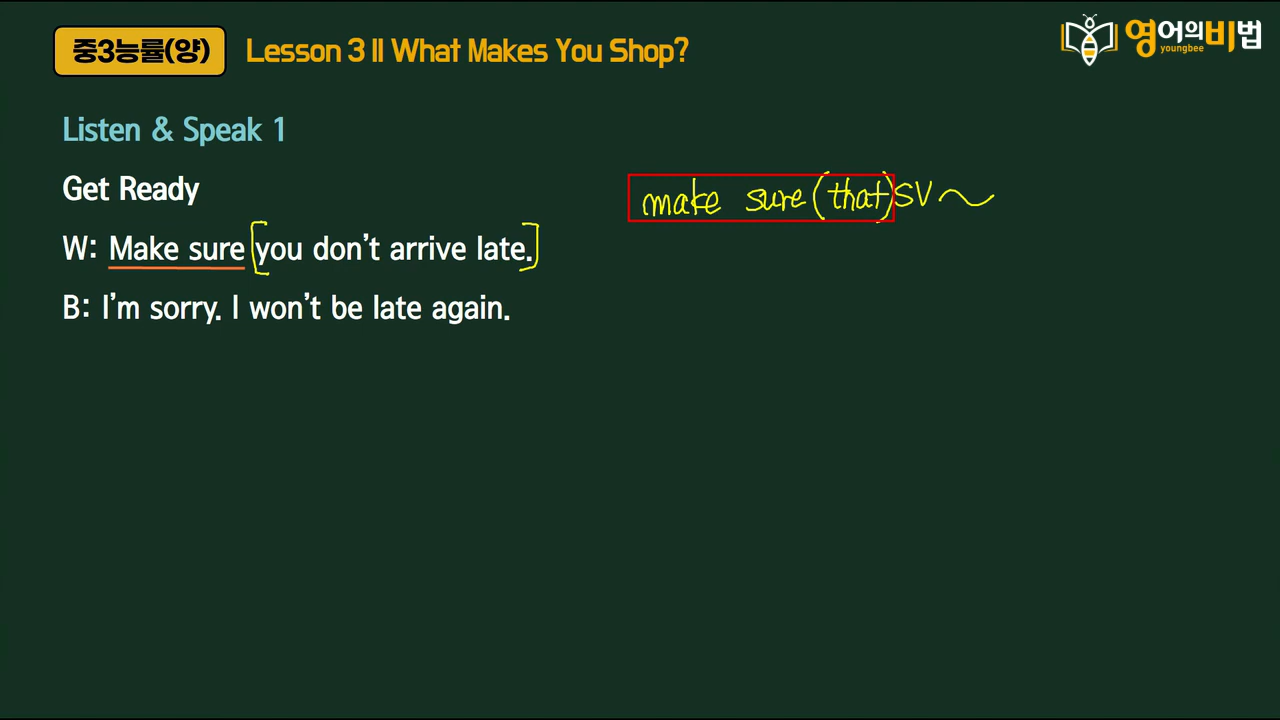 중3능률(양) Lesson 3 II What Makes You Shop?
영어의비법
youngbee
Listen & Speak 1
Get Ready
make sure (that) SV ~
W: Make sure [you don't arrive late.]
B: I'm sorry. I won't be late again.